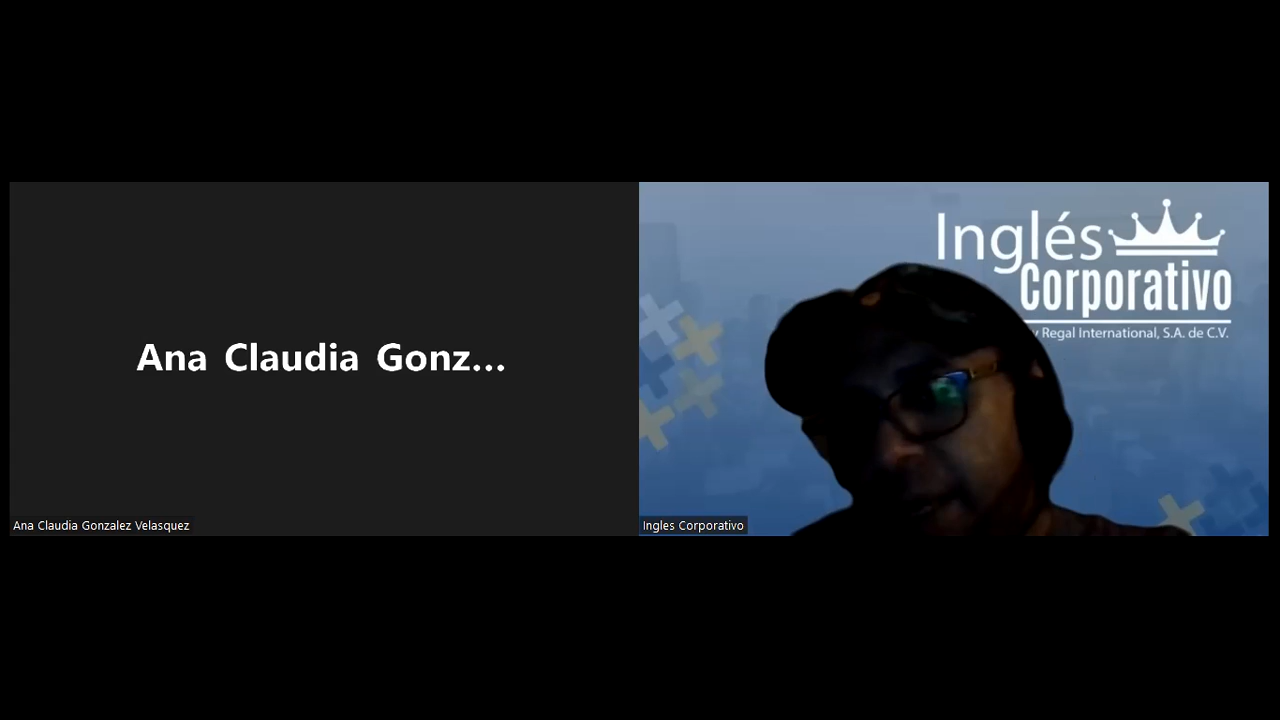 Ana Claudia Gonz...
Ana Claudia Gonzalez Velasquez
Inglés
Corporativo
y Regal International, S.A. de C.V.
Ingles Corporativo